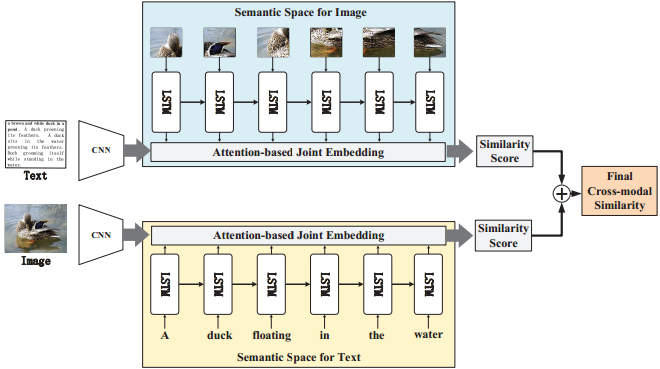 Semantic Space for Image
LSTM LSTM LSTM LSTM LSTM LSTM
a brown and while duck in a
pond. A duck preening
its feathers. A duck
sits in the water
preening its feathers.
Duck grooming itself
while standing in the
water.
Text
CNN
Attention-based Joint Embedding
Similarity
Score
Final
Cross-modal
Similarity
Image
CNN
Attention-based Joint Embedding
Similarity
Score
LSTM LSTM LSTM LSTM LSTM LSTM
A duck floating in the water
Semantic Space for Text